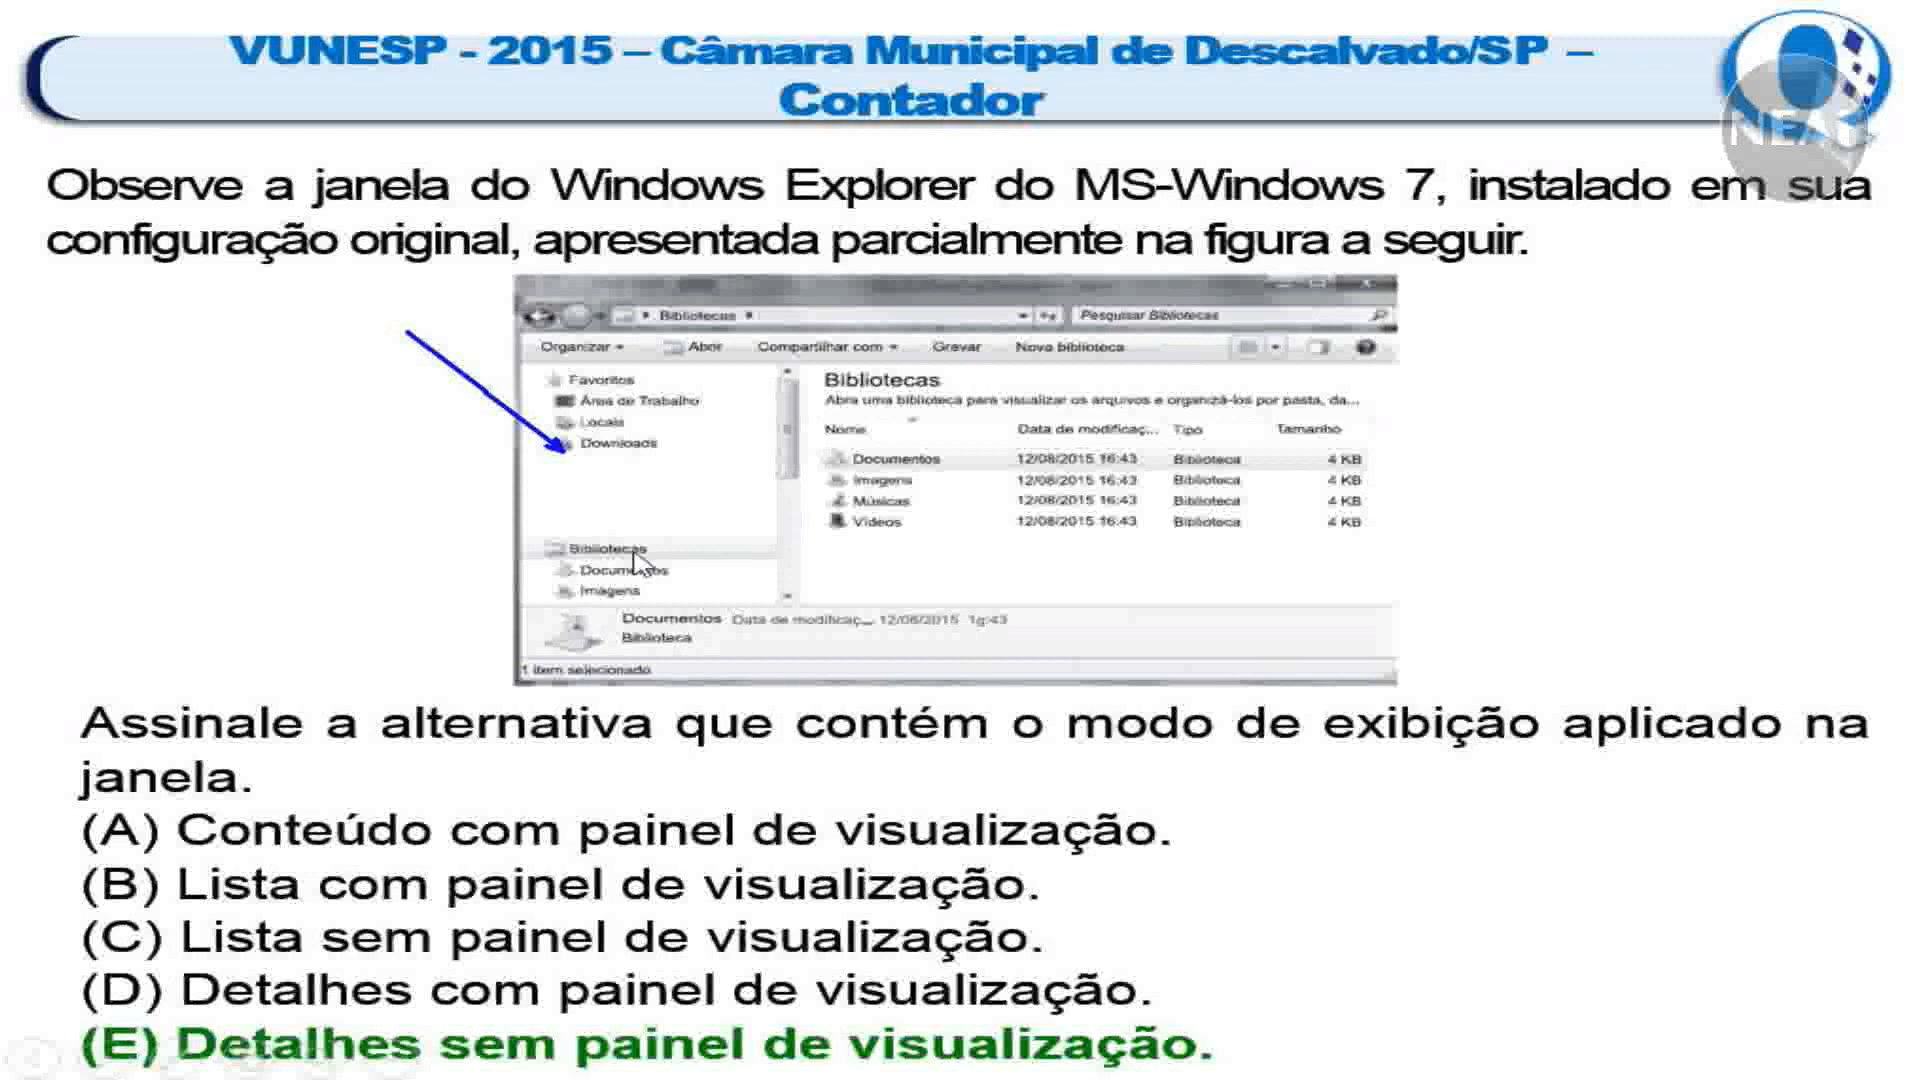 VUNESP - 2015 – Câmara Municipal de Descalvado/SP –
Contador
Observe a janela do Windows Explorer do MS-Windows 7, instalado em sua
configuração original, apresentada parcialmente na figura a seguir.
Bibliotecas
Pesquisar Bibliotecas
Organizar Abrir Compartilhar com Gravar Nova biblioteca
Favoritos
Área de Trabalho
Locais
Downloads
Bibliotecas
Documentos
Imagens
Bibliotecas
Abra uma biblioteca para visualizar os arquivos e organizá-los por pasta, da...
Nome Data de modificaç... Tipo Tamanho
Documentos 12/08/2015 16:43 Biblioteca 4 KB
Imagens 12/08/2015 16:43 Biblioteca 4 KB
Músicas 12/08/2015 16:43 Biblioteca 4 KB
Vídeos 12/08/2015 16:43 Biblioteca 4 KB
Documentos Data de modificaç... 12/08/2015
Biblioteca
1 item selecionado
Assinale a alternativa que contém o modo de exibição aplicado na
janela.
(A) Conteúdo com painel de visualização.
(B) Lista com painel de visualização.
(C) Lista sem painel de visualização.
(D) Detalhes com painel de visualização.
(E) Detalhes sem painel de visualização.